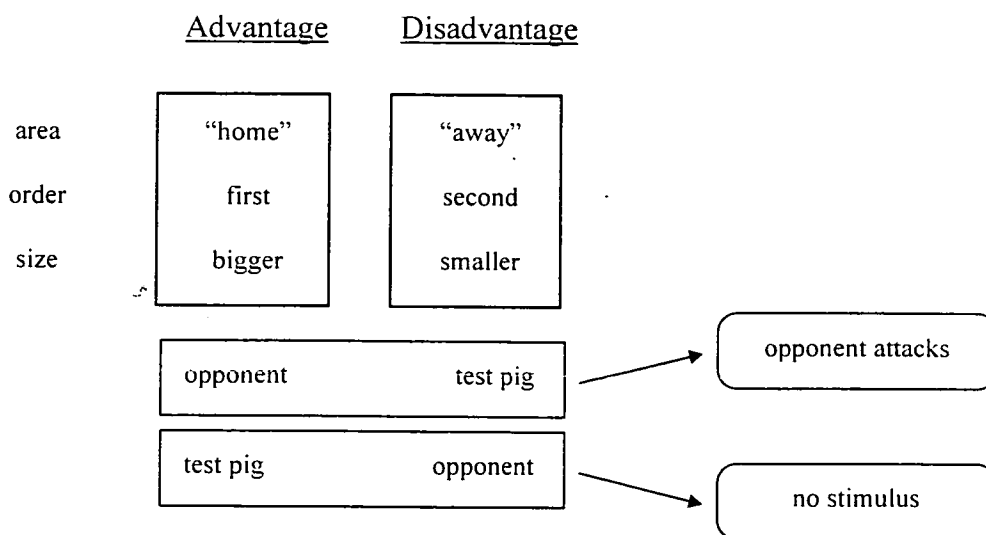 Advantage Disadvantage
area "home" "away"
order first second
size bigger smaller
opponent test pig
opponent attacks
test pig opponent
no stimulus